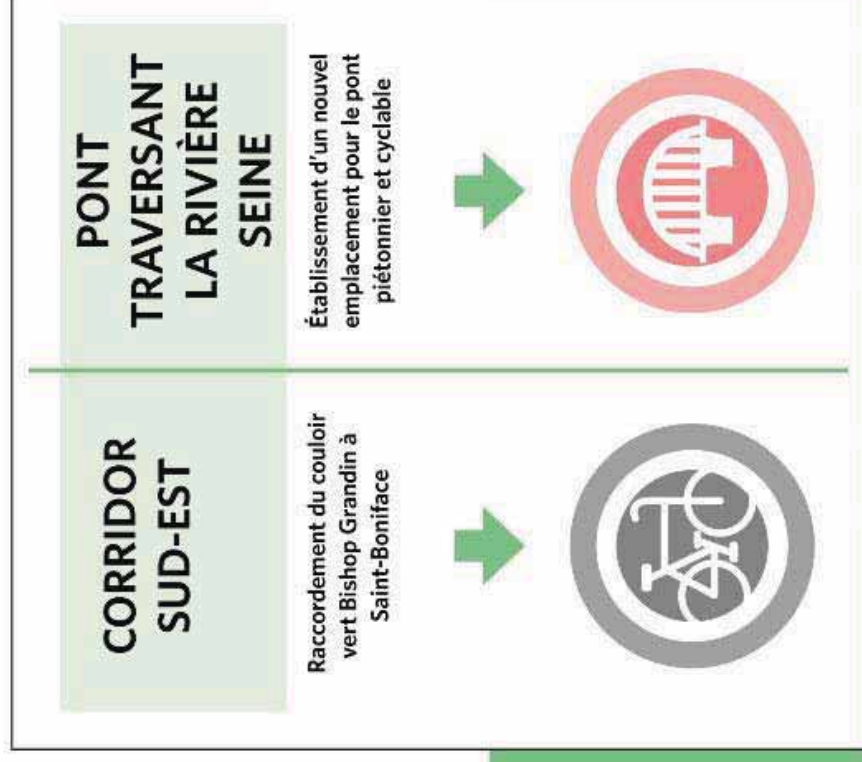 CORRIDOR
SUD-EST
Raccordement du couloir
vert Bishop Grandin à
Saint-Boniface
PONT
TRAVERSANT
LA RIVIÈRE
SEINE
Établissement d'un nouvel
emplacement pour le pont
piétonnier et cyclable